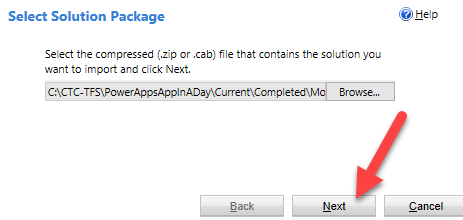 Select Solution Package
Help
Select the compressed (.zip or .cab) file that contains the solution you
want to import and click Next.
C:\CTC-TFS\PowerAppsAppInADay\Current\Completed\Mo
Browse...
Back
Next
Cancel